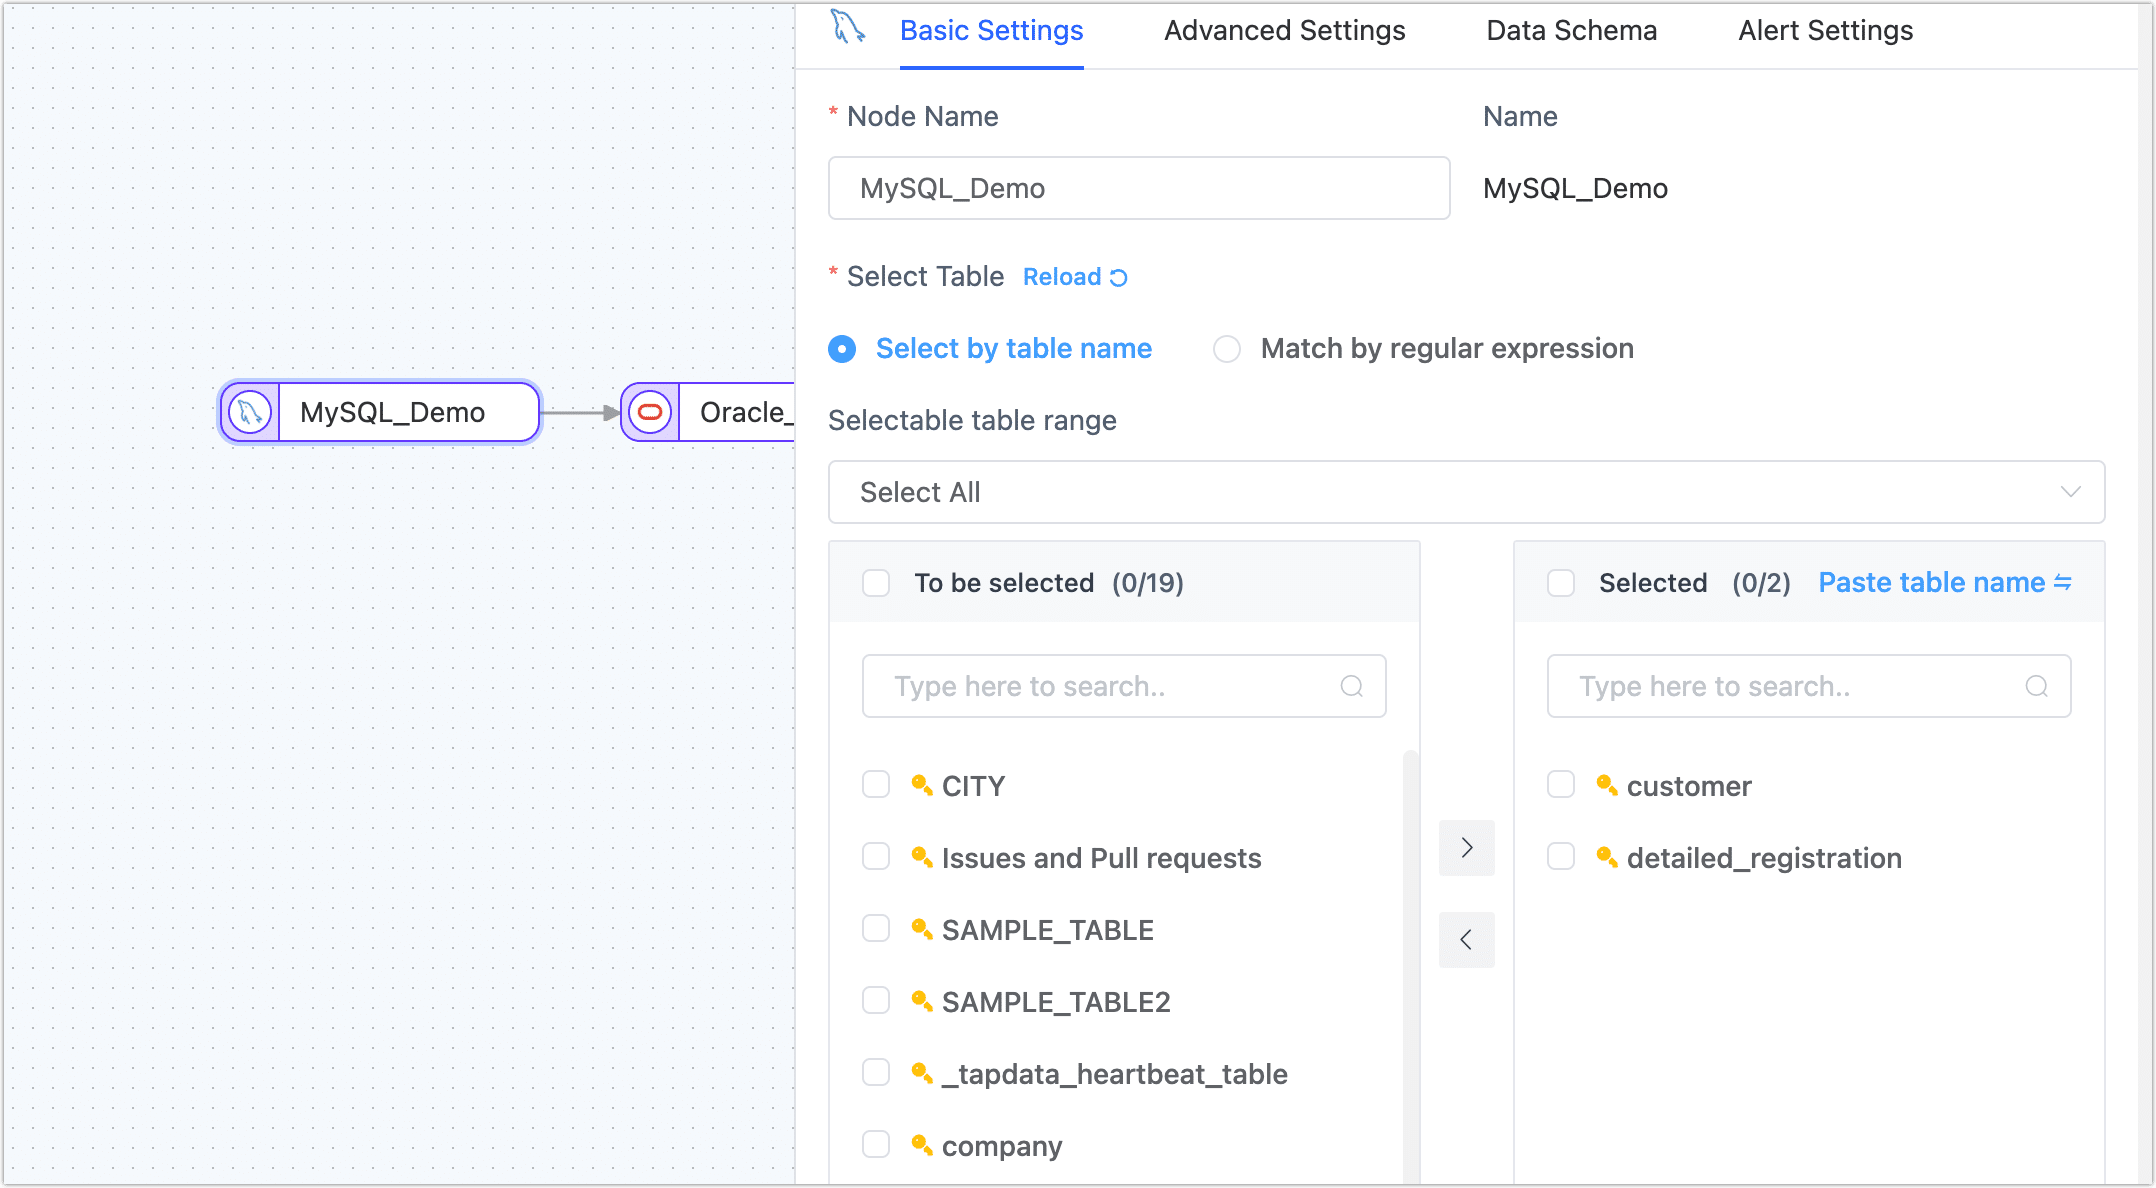 Basic Settings Advanced Settings Data Schema Alert Settings
* Node Name Name
MySQL_Demo MySQL_Demo
* Select Table Reload
Select by table name Match by regular expression
MySQL_Demo Oracle_
Selectable table range
Select All
To be selected (0/19) Selected (0/2) Paste table name
Type here to search.. Type here to search..
CITY customer
Issues and Pull requests detailed_registration
SAMPLE_TABLE
SAMPLE_TABLE2
_tapdata_heartbeat_table
company